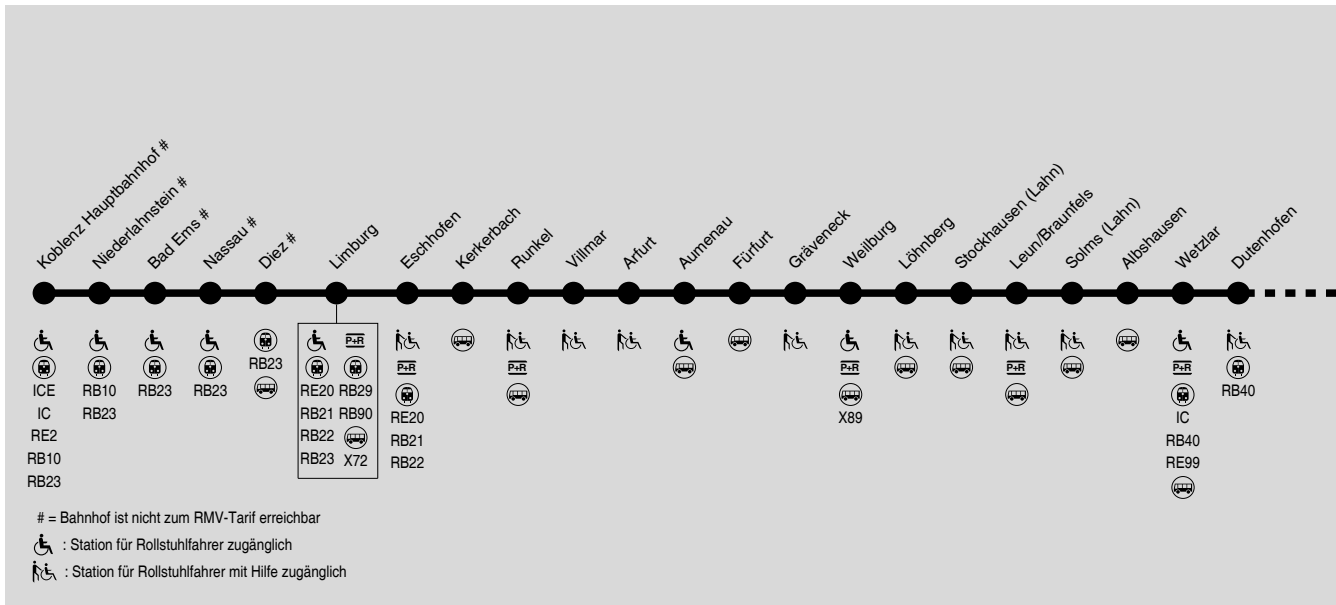 Koblenz Hauptbahnhof #
Niederlahnstein #
Bad Ems #
Nassau #
Diez #
Limburg
Eschhofen
Kerkerbach
Runkel
Villmar
Arfurt
Aumenau
Fürfurt
Gräveneck
Weilburg
Löhnberg
Stockhausen (Lahn)
Leun/Braunfels
Solms (Lahn)
Albshausen
Wetzlar
Dutenhofen
ICE
IC
RE2
RB10
RB23
RB10
RB23
RB23
RB23
RB23
RE20
RB21
RB22
RB23
P+R
RB29
RB90
X72
P+R
RE20
RB21
RB22
P+R
P+R
X89
P+R
P+R
IC
RB40
RE99
RB40
# = Bahnhof ist nicht zum RMV-Tarif erreichbar
: Station für Rollstuhlfahrer zugänglich
: Station für Rollstuhlfahrer mit Hilfe zugänglich